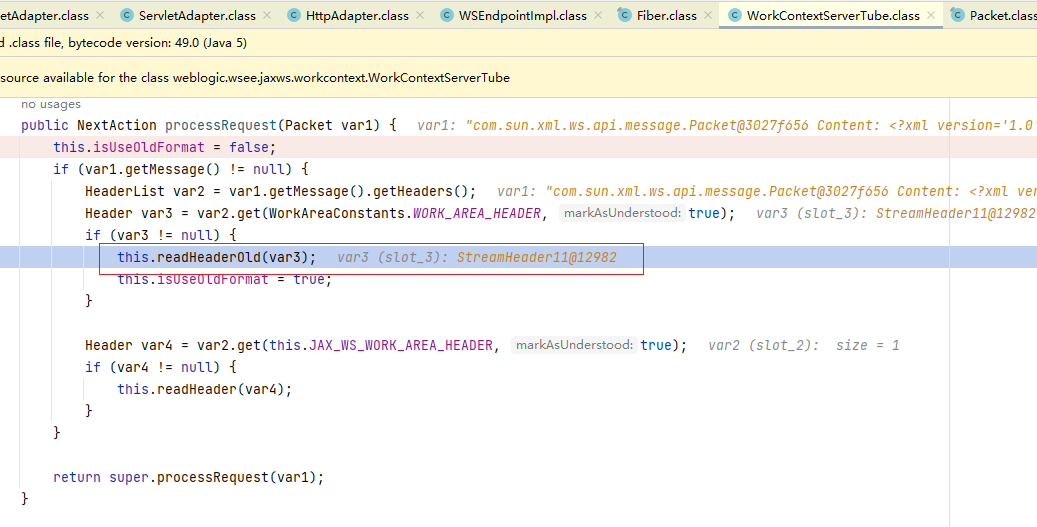 etAdapter.class × ServletAdapter.class × HttpAdapter.class × WSEndpointImpl.class × Fiber.class × WorkContextServerTube.class × Packet.class
d .class file, bytecode version: 49.0 (Java 5)
source available for the class weblogic.wsee.jaxws.workcontext.WorkContextServerTube
no usages
public NextAction processRequest(Packet var1) { var1: "com.sun.xml.ws.api.message.Packet@3027f656 Content: <?xml version='1.0'
this.isUseOldFormat = false;
if (var1.getMessage() != null) {
HeaderList var2 = var1.getMessage().getHeaders(); var1: "com.sun.xml.ws.api.message.Packet@3027f656 Content: <?xml ver
Header var3 = var2.get(WorkAreaConstants.WORK_AREA_HEADER, markAsUnderstood: true); var3 (slot_3): StreamHeader11@12982
if (var3 != null) {
this.readHeaderOld(var3); var3 (slot_3): StreamHeader11@12982
this.isUseOldFormat = true;
}
Header var4 = var2.get(this.JAX_WS_WORK_AREA_HEADER, markAsUnderstood: true); var2 (slot_2): size = 1
if (var4 != null) {
this.readHeader(var4);
}
}
return super.processRequest(var1);
}